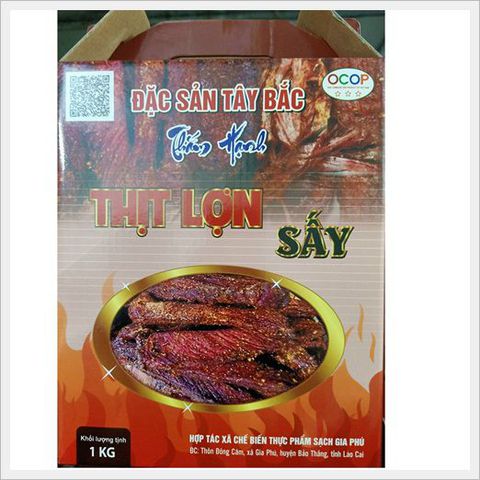 ĐẶC SẢN TÂY BẮC
OCOP
Thắng Hạnh
THỊT LỢN
SẤY
Khối lượng tịnh
1 KG
HỢP TÁC XÃ CHẾ BIẾN THỰC PHẨM SẠCH GIA PHÚ
ĐC: Thôn Đông Căm, xã Gia Phú, huyện Bảo Thắng, tỉnh Lào Cai